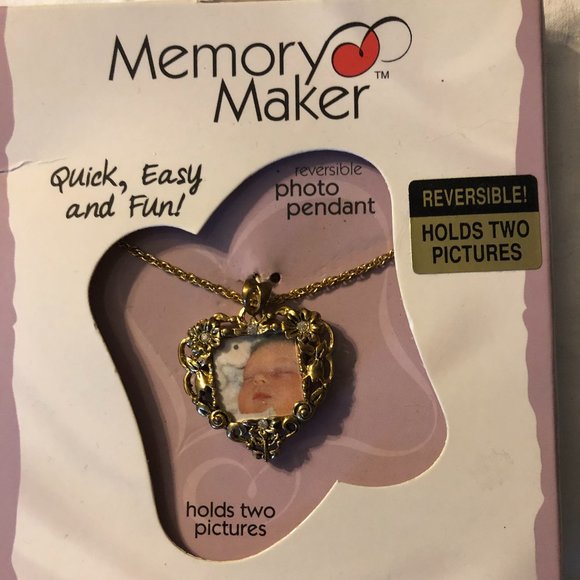 Memory
Maker
TM
Quick, Easy
and Fun!
reversible
photo
pendant
REVERSIBLE!
HOLDS TWO
PICTURES
holds two
pictures